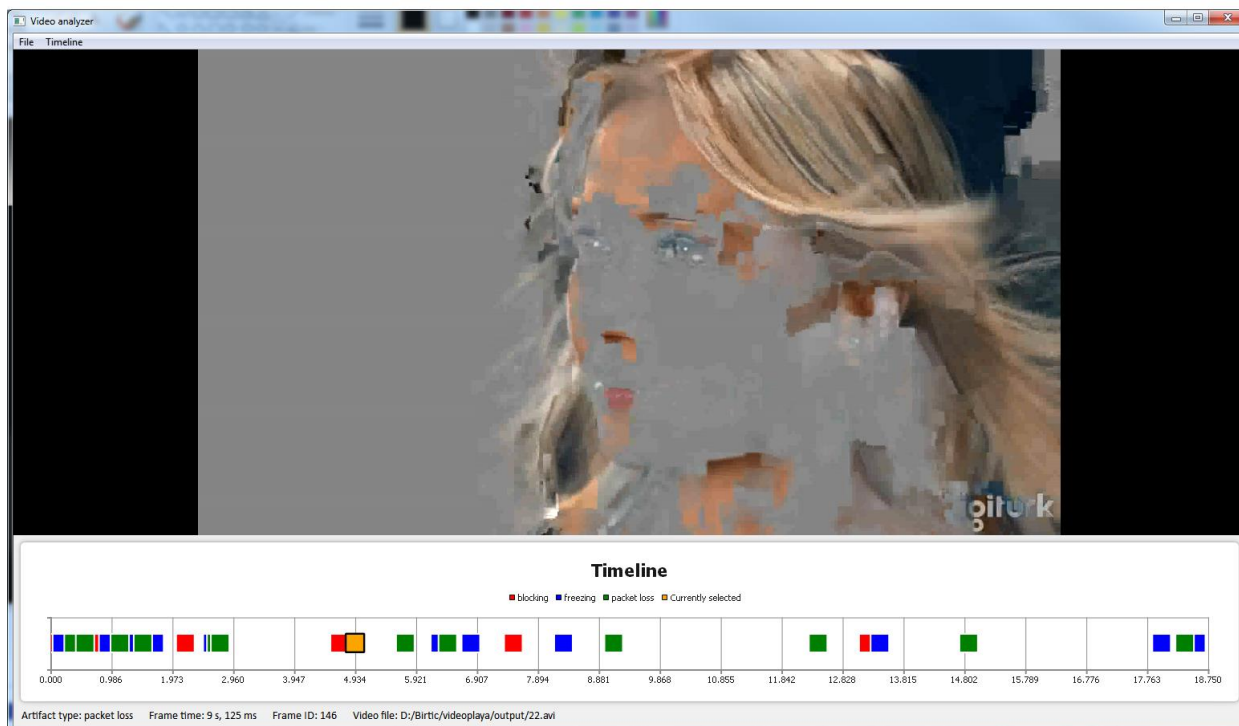 Video analyzer
File Timeline
igiturk
Timeline
blocking freezing packet loss Currently selected
0.000 0.986 1.973 2.960 3.947 4.934 5.921 6.907 7.894 8.881 9.868 10.855 11.842 12.828 13.815 14.802 15.789 16.776 17.763 18.750
Artifact type: packet loss Frame time: 9 s, 125 ms Frame ID: 146 Video file: D:/Birtic/videoplaya/output/22.avi